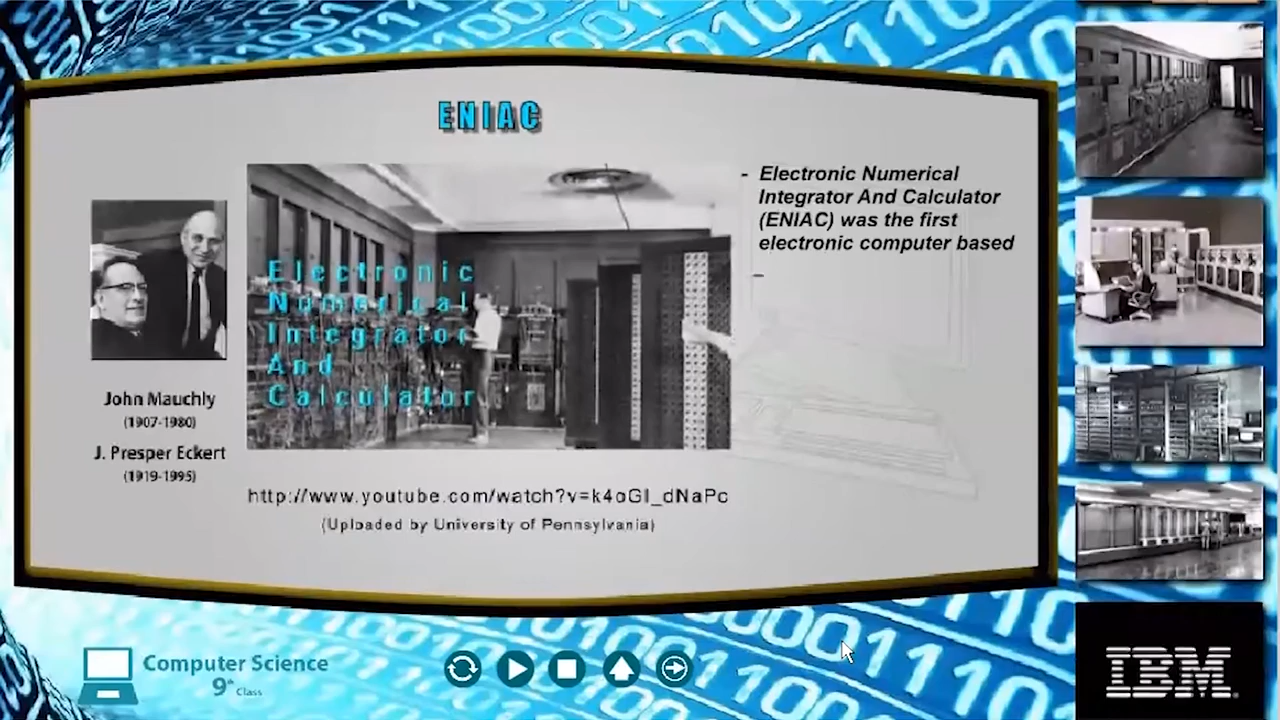 ENIAC
- Electronic Numerical
Integrator And Calculator
(ENIAC) was the first
electronic computer based
Electronic
Numerical
Integrator
And
Calculator
John Mauchly
(1907-1980)
J. Presper Eckert
(1919-1995)
http://www.youtube.com/watch?v=k4oGI_dNaPc
(Uploaded by University of Pennsylvania)
Computer Science
9th Class
IBM